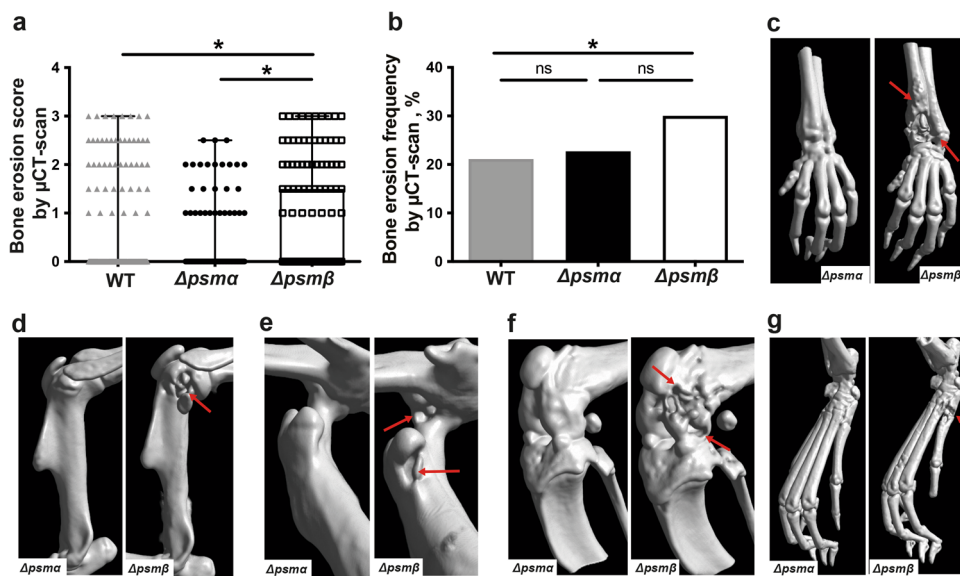 a
*
*
Bone erosion score
by µCT-scan
4
3
2
1
0
WT
Δpsmα
Δpsmβ
b
*
ns
ns
Bone erosion frequency
by µCT-scan , %
40
30
20
10
0
WT
Δpsmα
Δpsmβ
c
Δpsmα
Δpsmβ
d
Δpsmα
Δpsmβ
e
Δpsmα
Δpsmβ
f
Δpsmα
Δpsmβ
g
Δpsmα
Δpsmβ